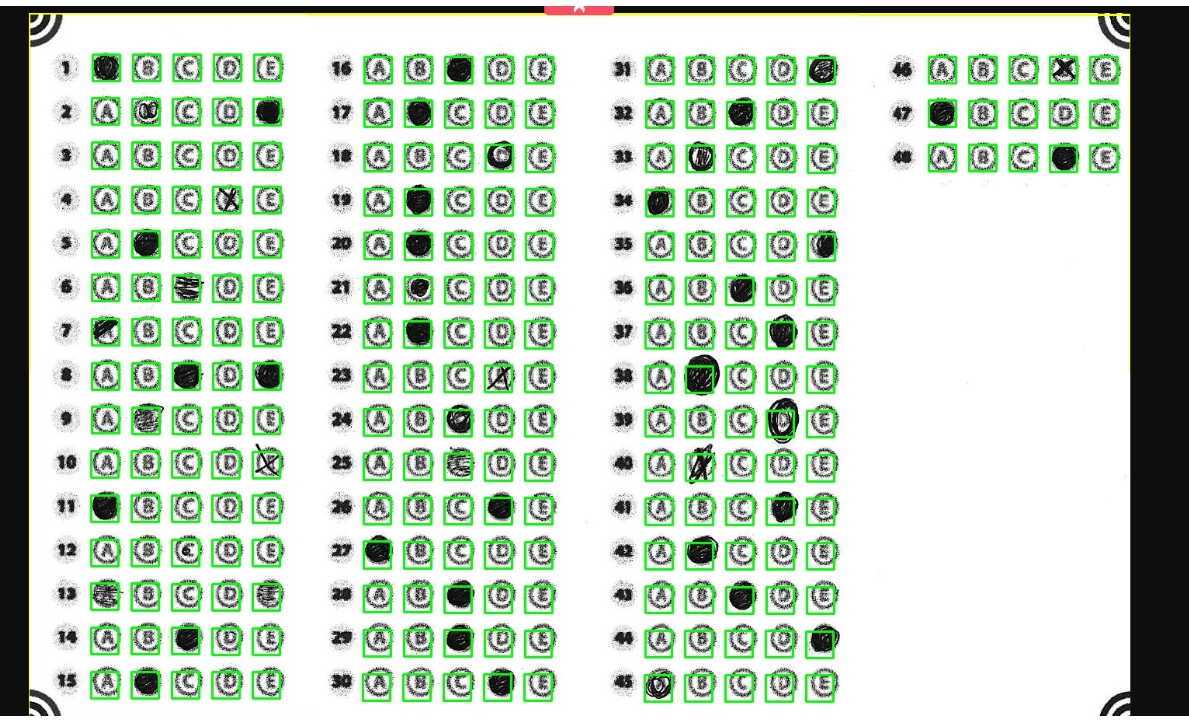 1 B C D E
2 A C D
3 A B C D E
4 A B C E
5 A C D E
6 A B D E
7 B C D E
8 A B D
9 A C D E
10 A B C D
11 B C D E
12 A B D E
13 B C D
14 A B D E
15 A C D E
16 A B D E
17 A C D E
18 A B C E
19 A C D E
20 A C D E
21 A C D E
22 A C D E
23 A B C E
24 A B D E
25 A B D E
26 A B C E
27 B C D E
28 A B D E
29 A B D E
30 A B C E
31 A B C D
32 A B D E
33 A C D E
34 B C D E
35 A B C D
36 A B D E
37 A B C E
38 A C D E
39 A B C E
40 A C D E
41 A B C E
42 A C D E
43 A B D E
44 A B C D
45 B C D E
46 A B C E
47 B C D E
48 A B C E